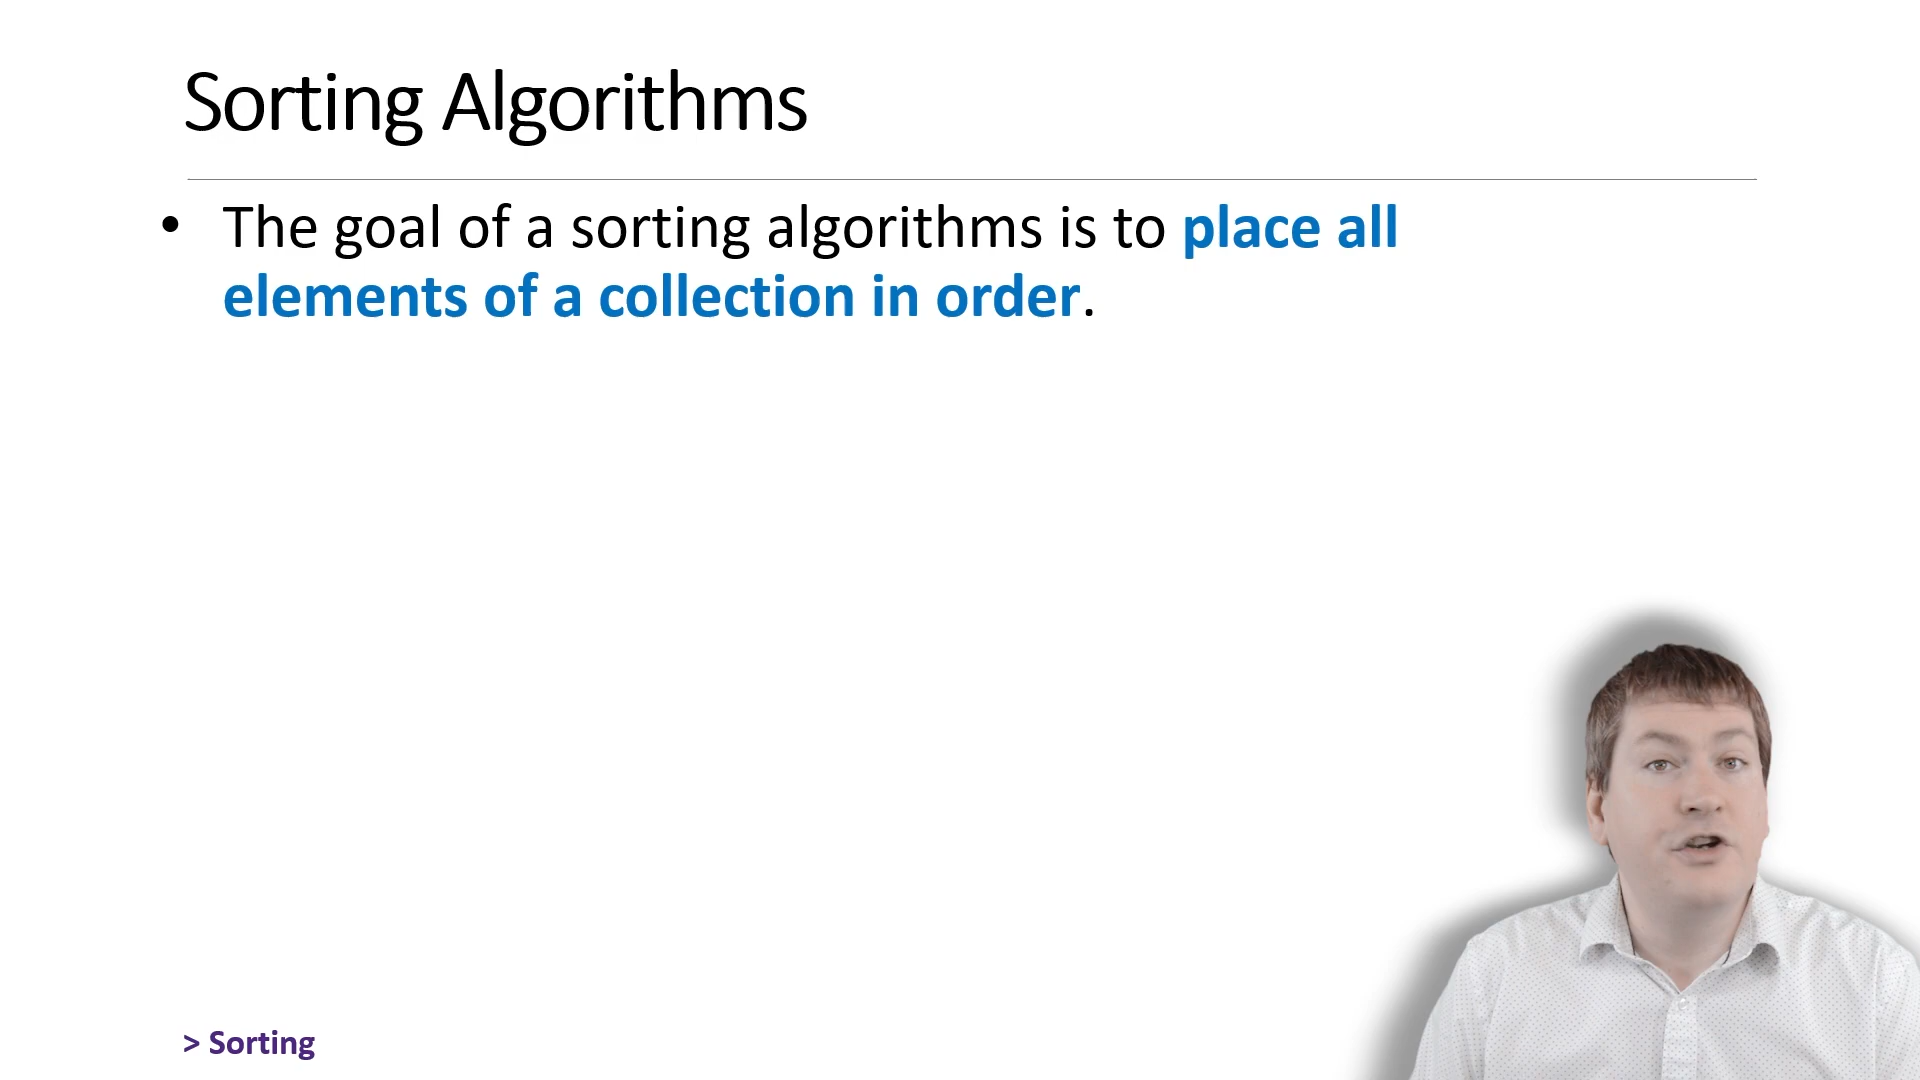 Sorting Algorithms
• The goal of a sorting algorithms is to place all
elements of a collection in order.
> Sorting